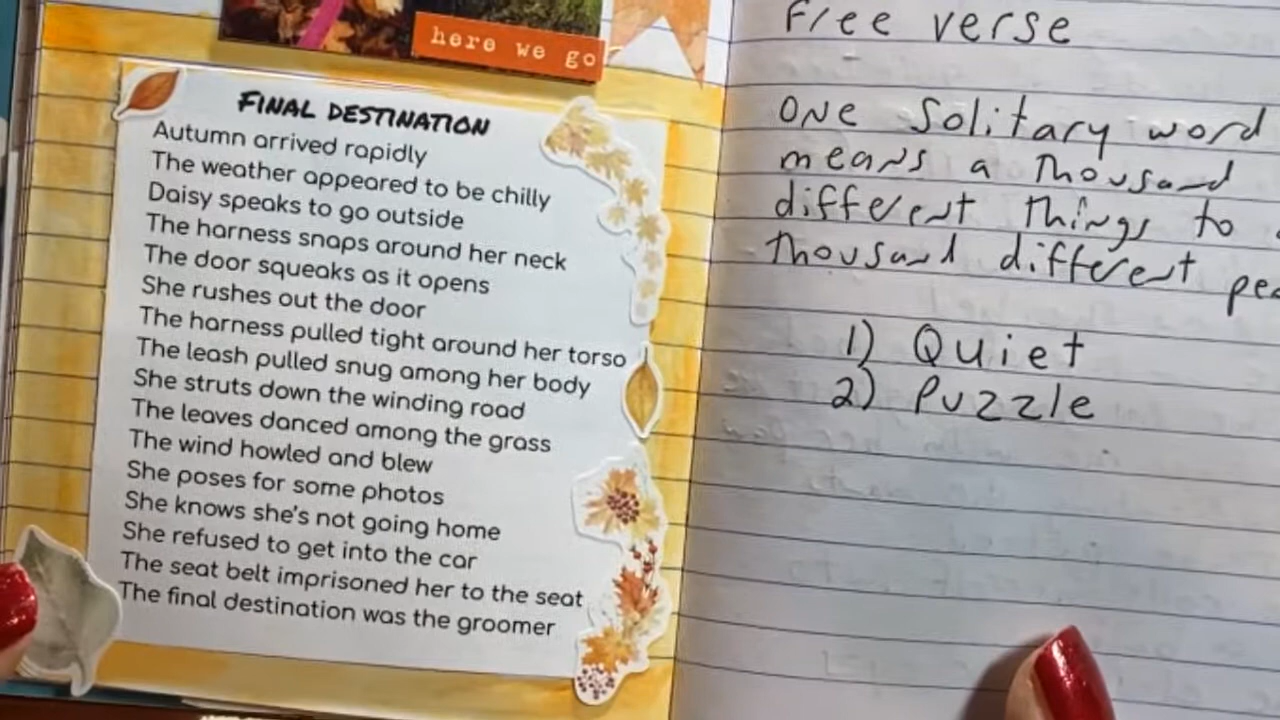 here we go
FINAL DESTINATION
Autumn arrived rapidly
The weather appeared to be chilly
Daisy speaks to go outside
The harness snaps around her neck
The door squeaks as it opens
She rushes out the door
The harness pulled tight around her torso
The leash pulled snug among her body
She struts down the winding road
The leaves danced among the grass
The wind howled and blew
She poses for some photos
She knows she's not going home
She refused to get into the car
The seat belt imprisoned her to the seat
The final destination was the groomer
Free verse
One solitary word
means a thousand
different things to
thousand different
1) Quiet
2) Puzzle